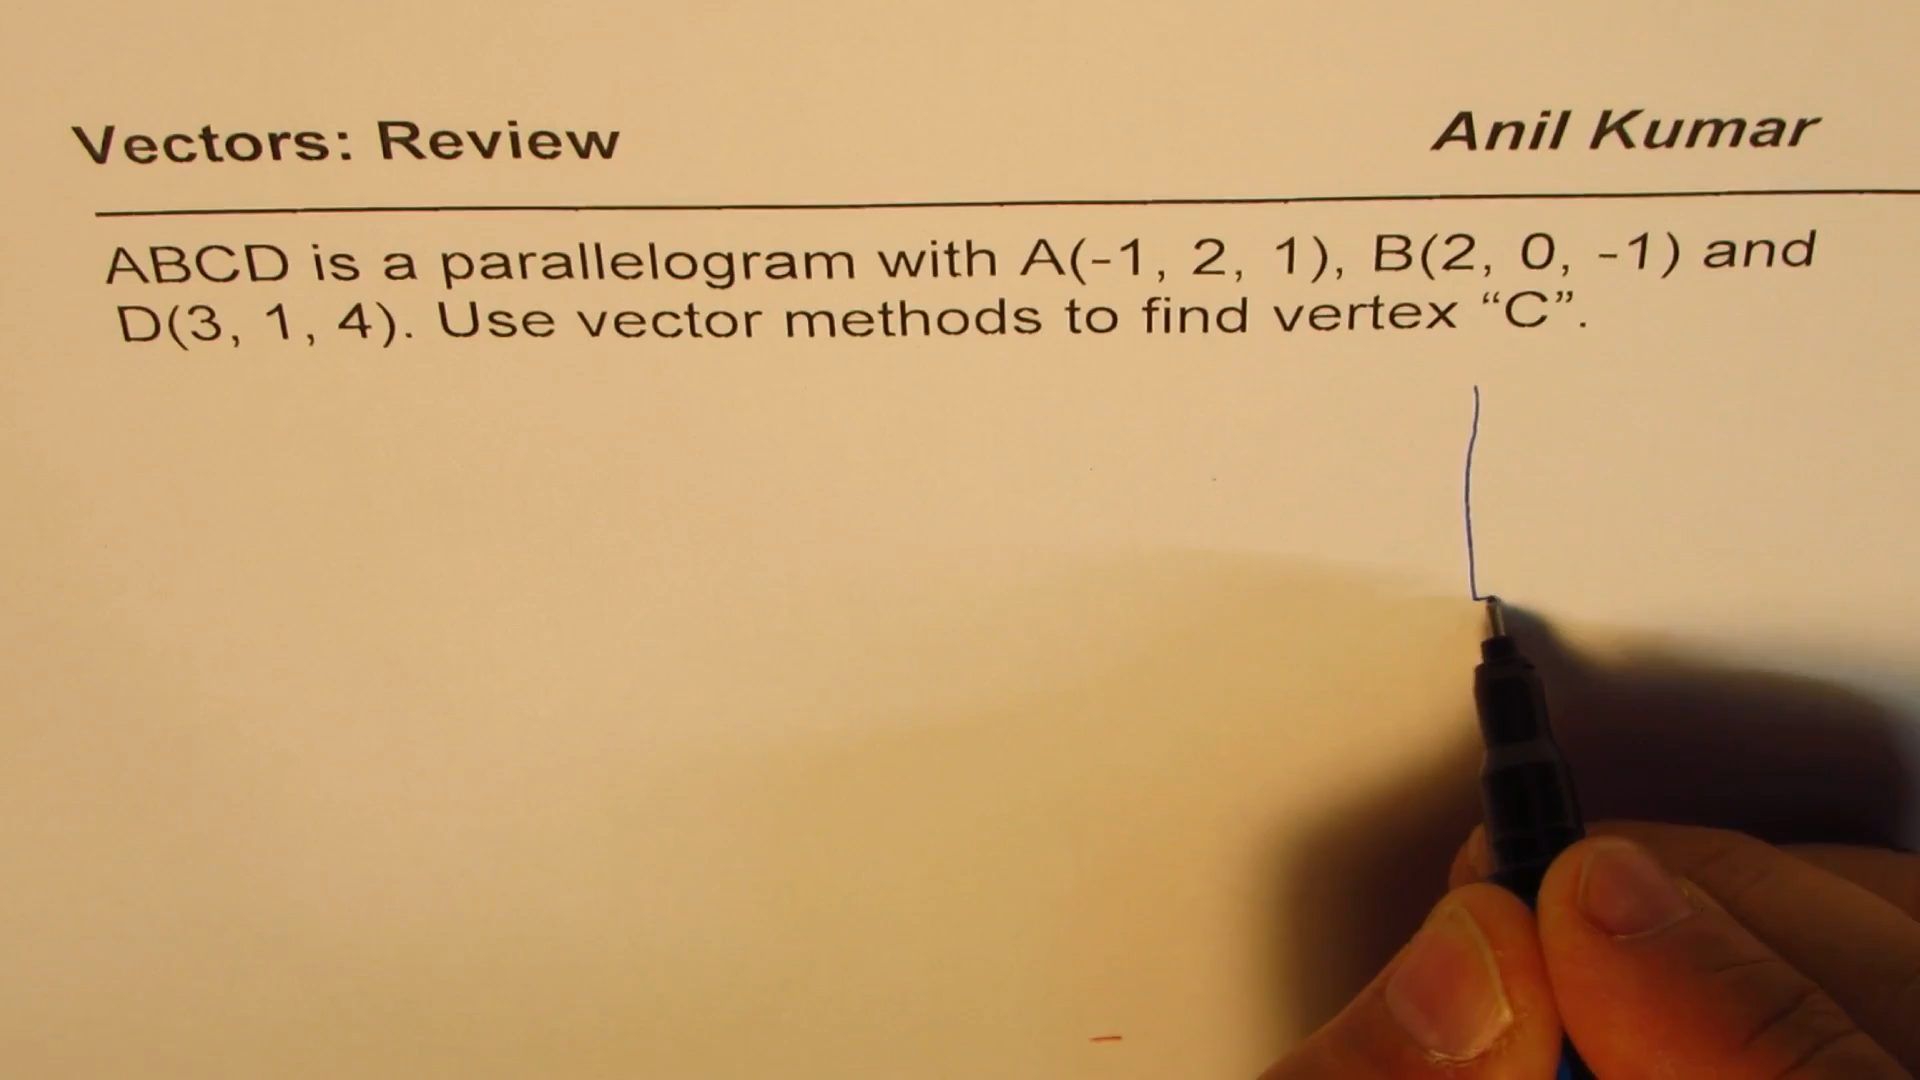 Vectors: Review Anil Kumar
ABCD is a parallelogram with A(-1, 2, 1), B(2, 0, -1) and
D(3, 1, 4). Use vector methods to find vertex “C”.